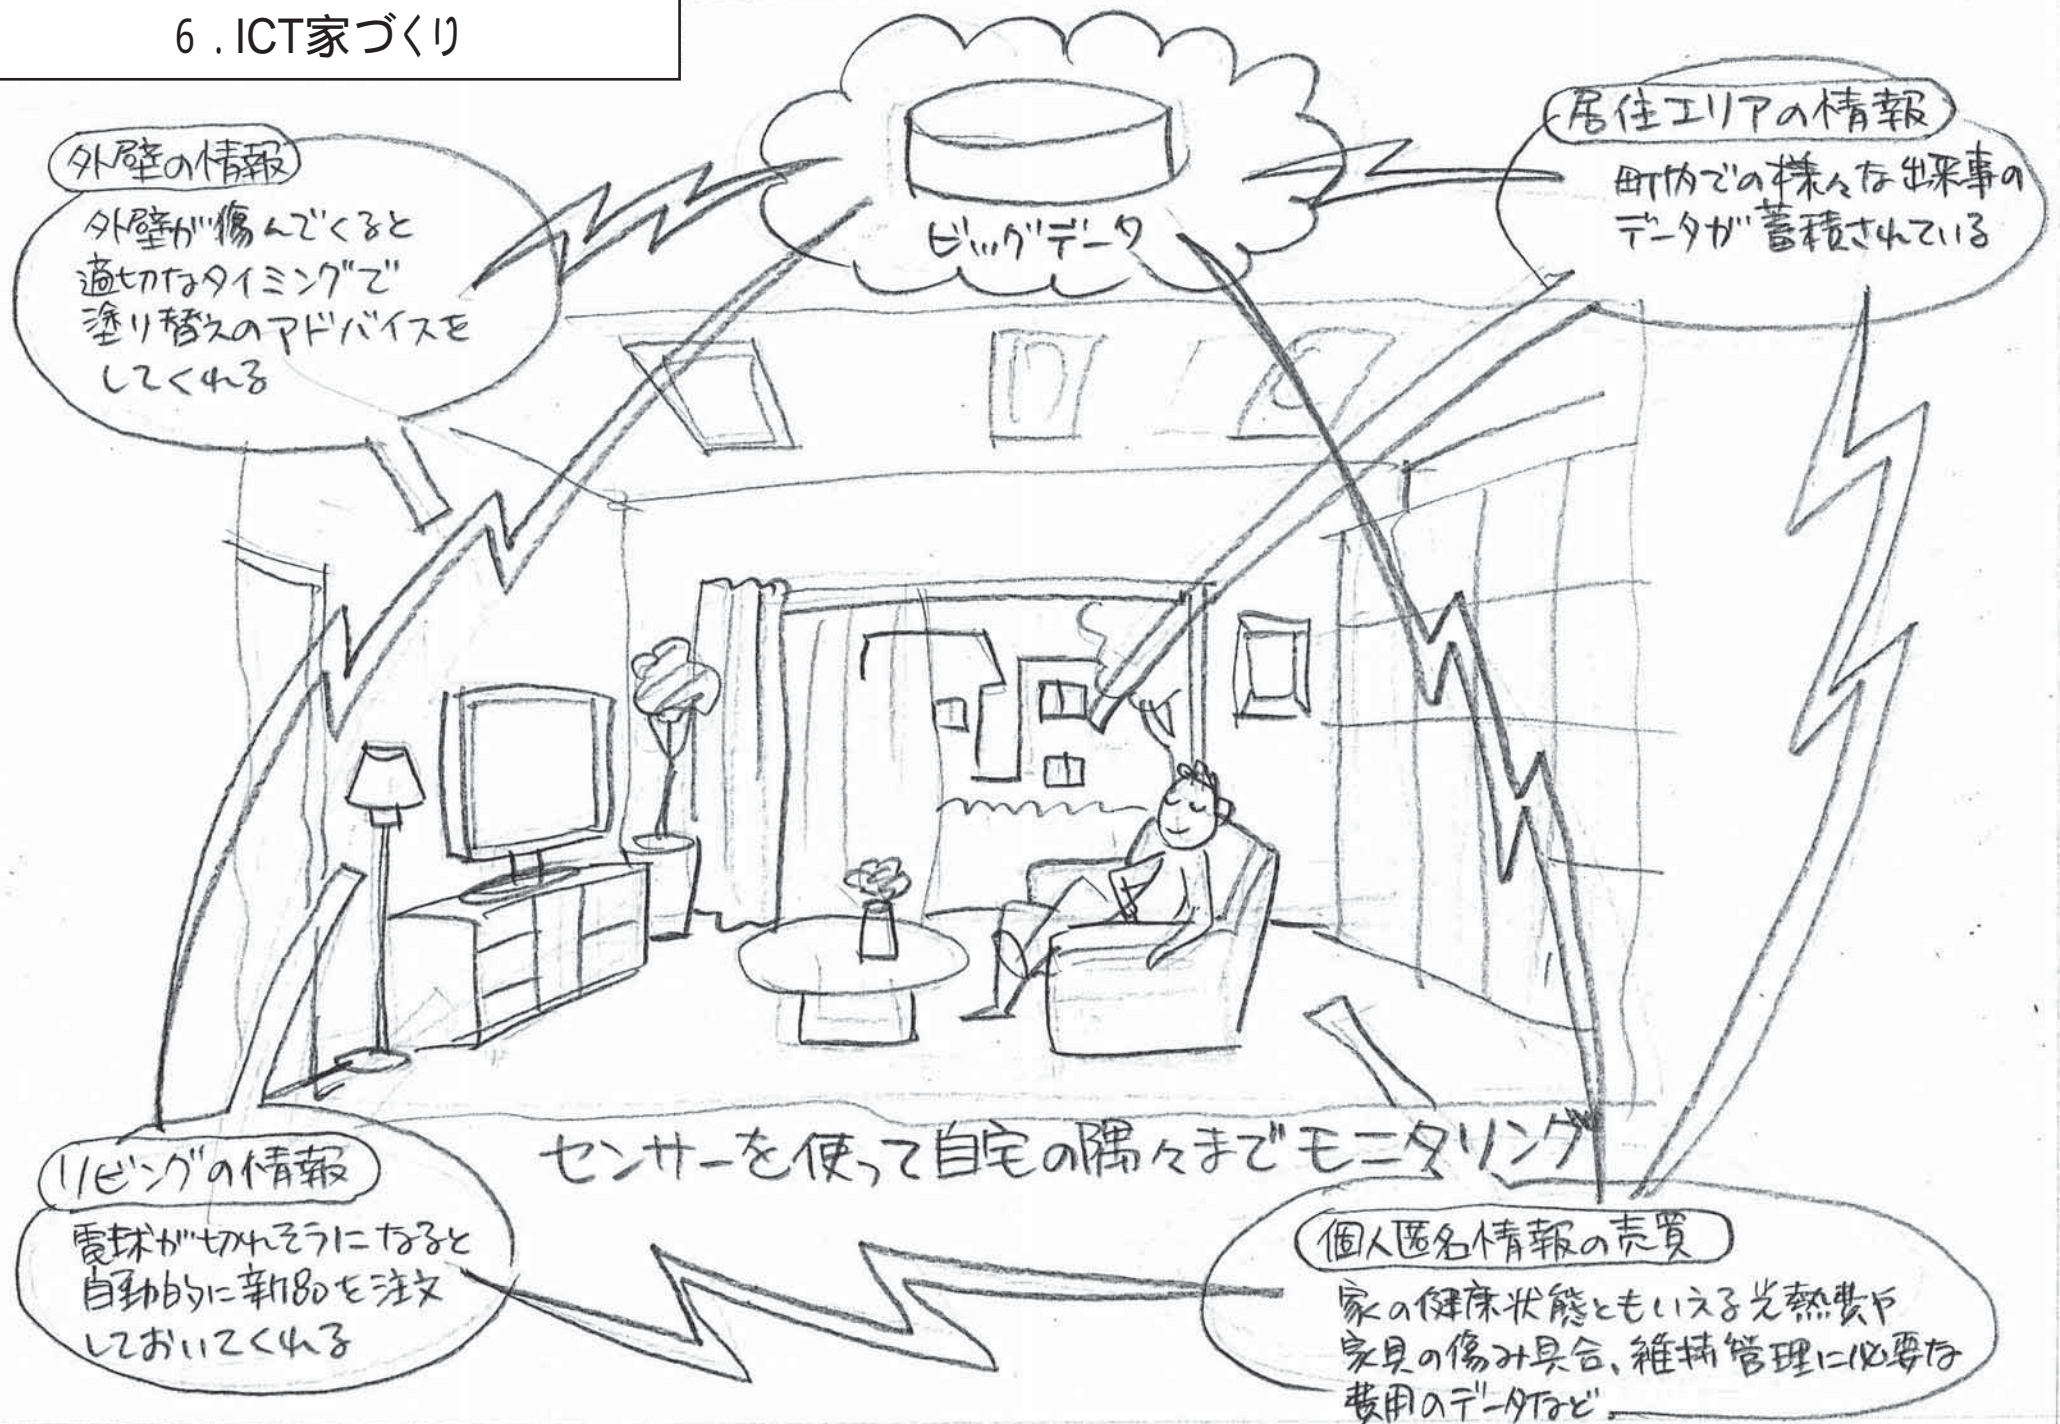 6．ICT家づくり
ビッグデータ
外壁の情報
外壁が傷んでくると
適切なタイミングで
塗り替えのアドバイスを
してくれる
居住エリアの情報
町内での様々な出来事の
データが蓄積されている
センサーを使って自宅の隅々までモニタリング
リビングの情報
電球が切れそうになると
自動的に新品を注文
しておいてくれる
個人匿名情報の売買
家の健康状態ともいえる光熱費や
家具の傷み具合、維持管理に必要な
費用のデータなど。